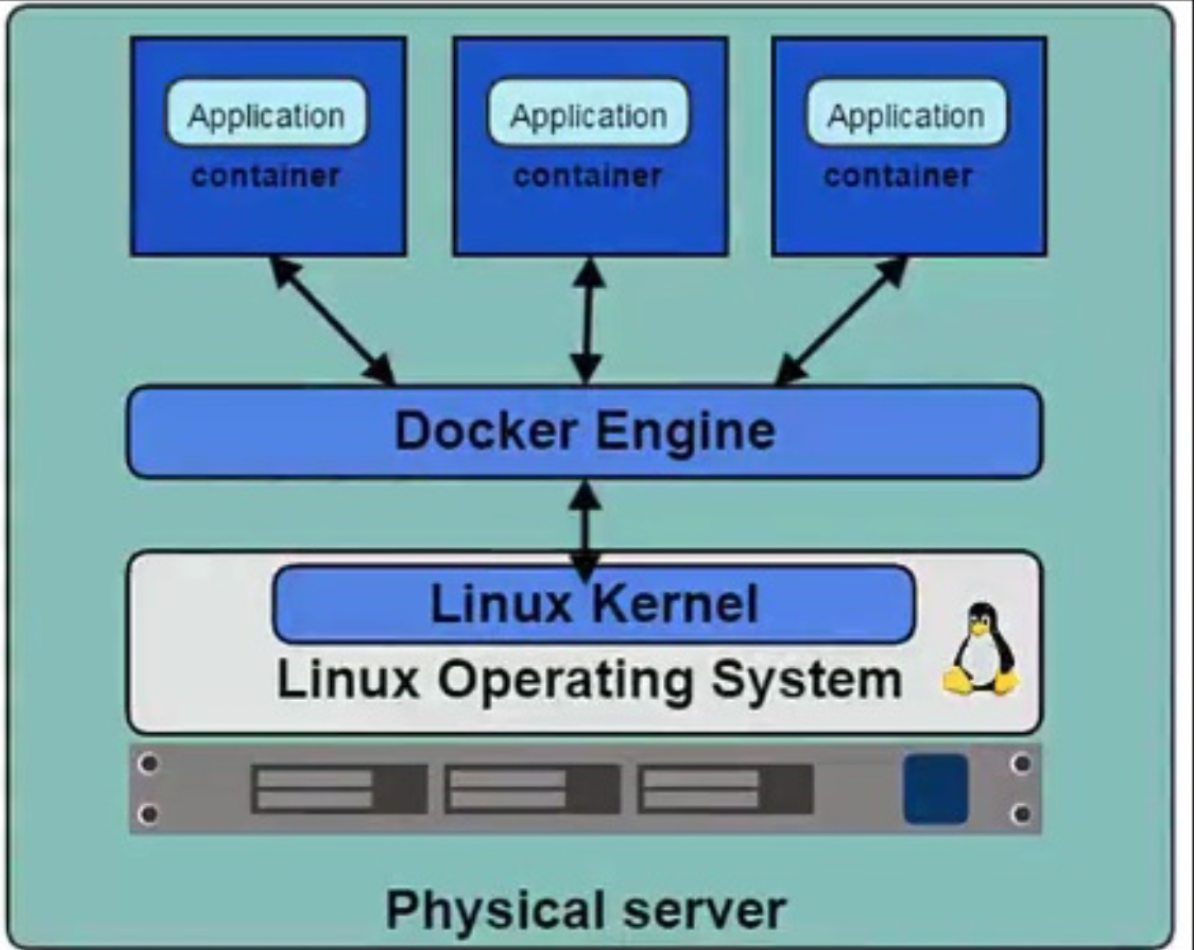 Application
container
Application
container
Application
container
Docker Engine
Linux Kernel
Linux Operating System
Physical server